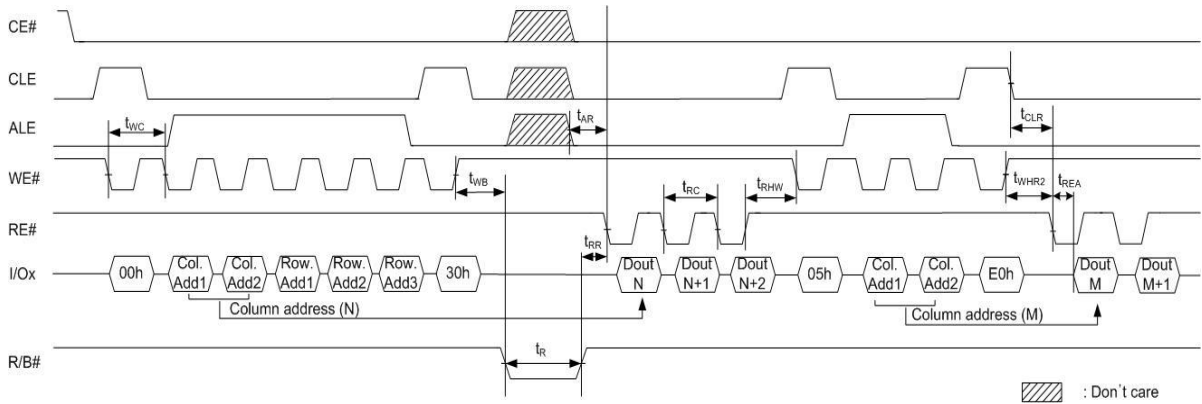 CE#
CLE
ALE
WE#
RE#
I/Ox
R/B#
tWC
tAR
tCLR
tWB
tRC
tRHW
tWHR2
tREA
tRR
00h
Col. Add1
Col. Add2
Row. Add1
Row. Add2
Row. Add3
30h
Dout N
Dout N+1
Dout N+2
05h
Col. Add1
Col. Add2
E0h
Dout M
Dout M+1
Column address (N)
Column address (M)
tR
: Don`t care